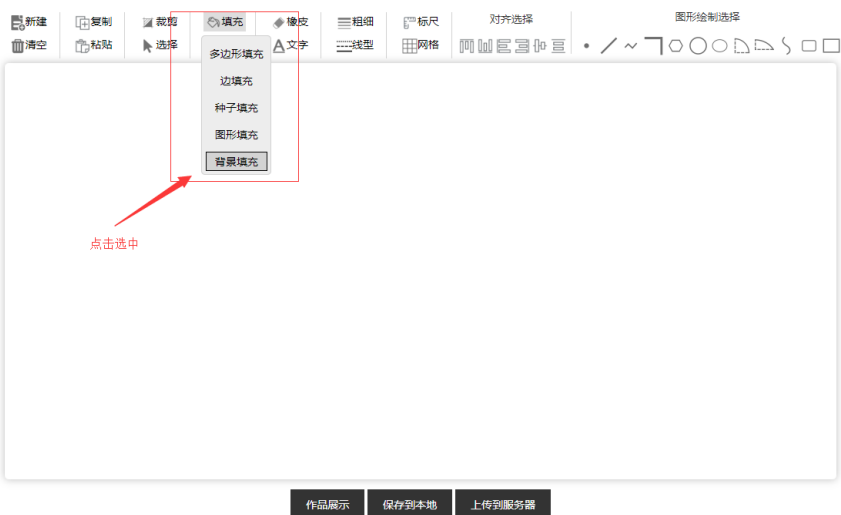 新建 复制 裁剪 填充 橡皮 粗细 标尺 对齐选择 图形绘制选择
清空 粘贴 选择 A文字 线型 网格
多边形填充
边填充
种子填充
图形填充
背景填充
点击选中
作品展示 保存到本地 上传到服务器